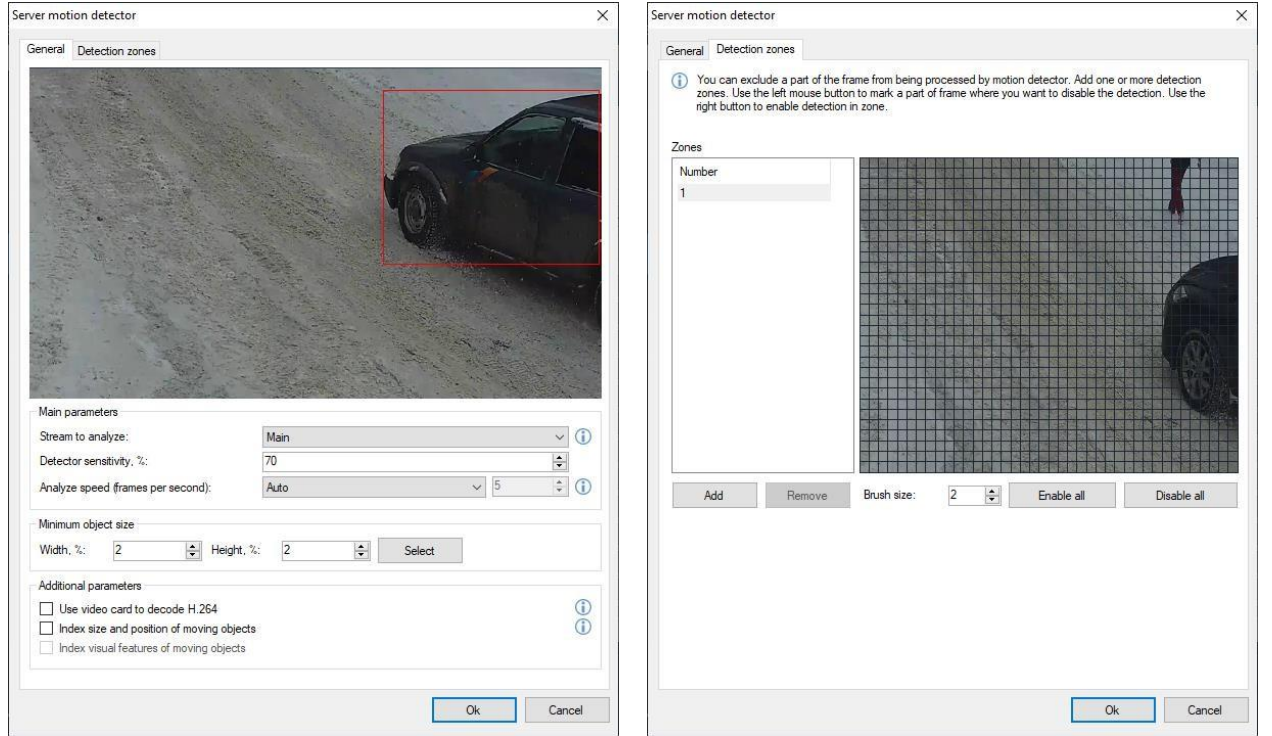 Server motion detector
General
Detection zones
Main parameters
Stream to analyze:
Main
Detector sensitivity, %:
70
Analyze speed (frames per second):
Auto
5
Minimum object size
Width, %:
2
Height, %:
2
Select
Additional parameters
Use video card to decode H.264
Index size and position of moving objects
Index visual features of moving objects
Ok
Cancel
Server motion detector
General
Detection zones
You can exclude a part of the frame from being processed by motion detector. Add one or more detection
zones. Use the left mouse button to mark a part of frame where you want to disable the detection. Use the
right button to enable detection in zone.
Zones
Number
1
Add
Remove
Brush size:
2
Enable all
Disable all
Ok
Cancel